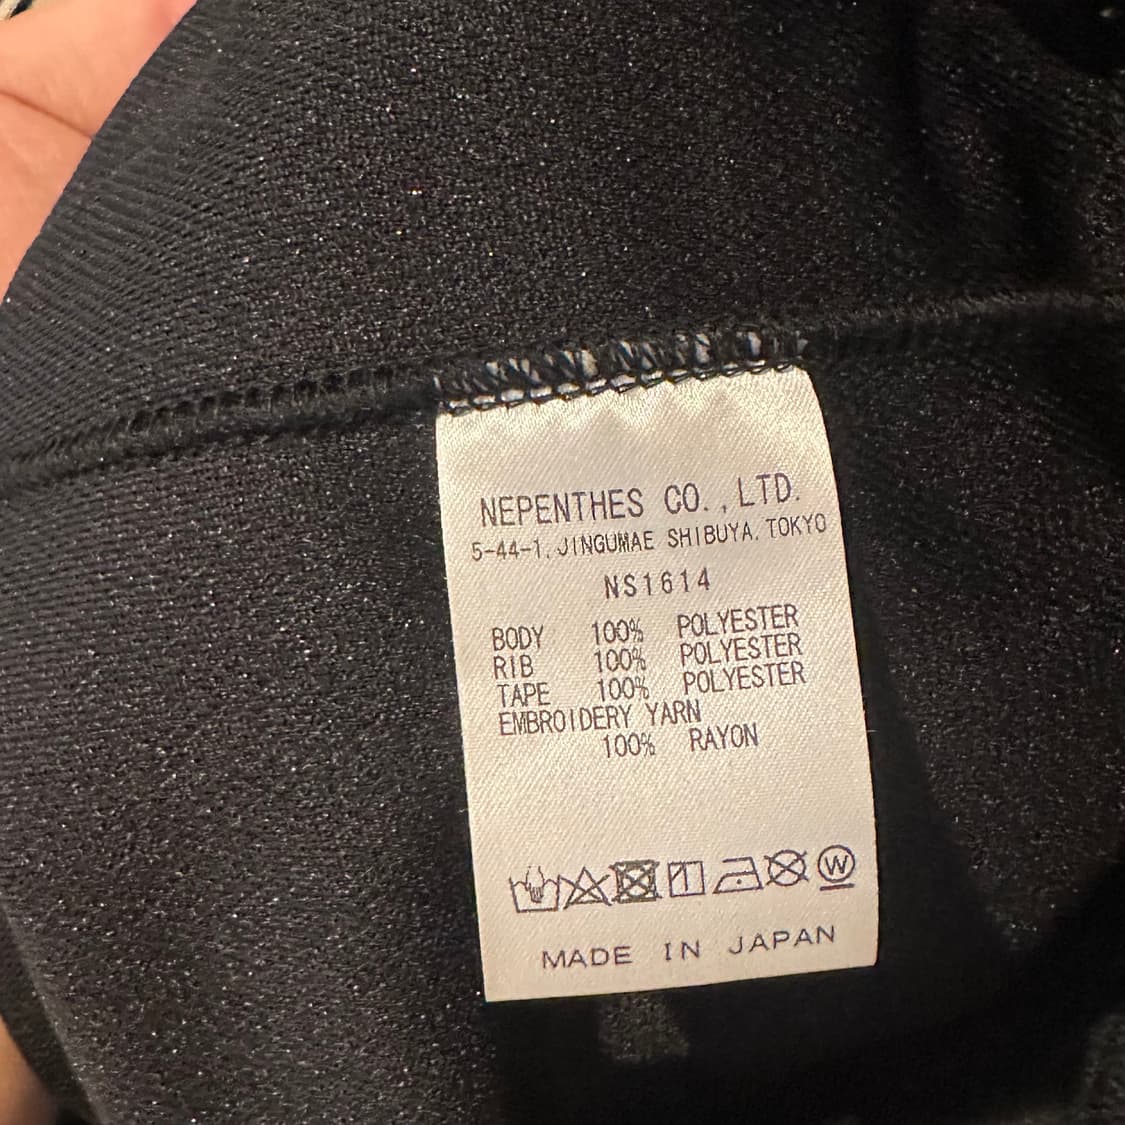 NEPENTHES CO.,LTD.
5-44-1, JINGUMAE SHIBUYA, TOKYO
NS1614
BODY 100% POLYESTER
RIB 100% POLYESTER
TAPE 100% POLYESTER
EMBROIDERY YARN
100% RAYON
W
MADE IN JAPAN